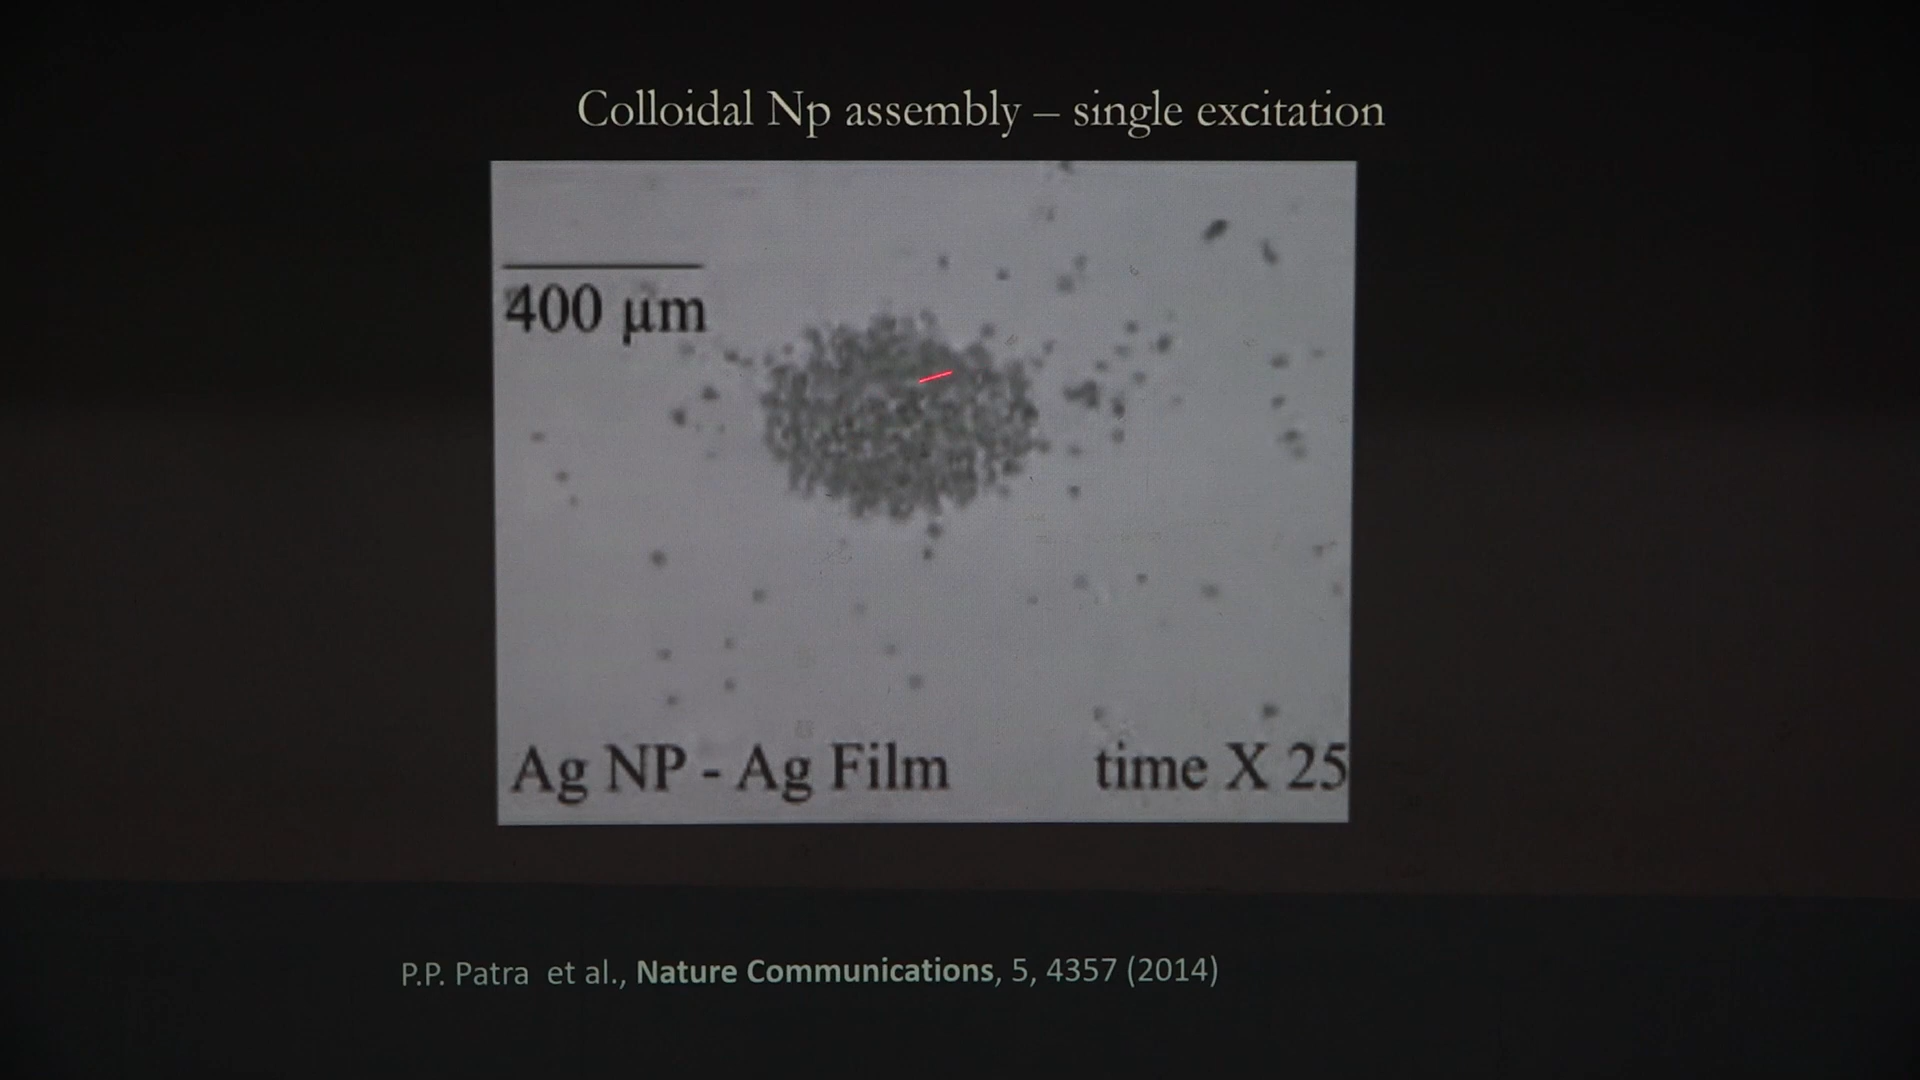 Colloidal Np assembly – single excitation
400 μm
Ag NP - Ag Film
time X 25
P.P. Patra et al., Nature Communications, 5, 4357 (2014)